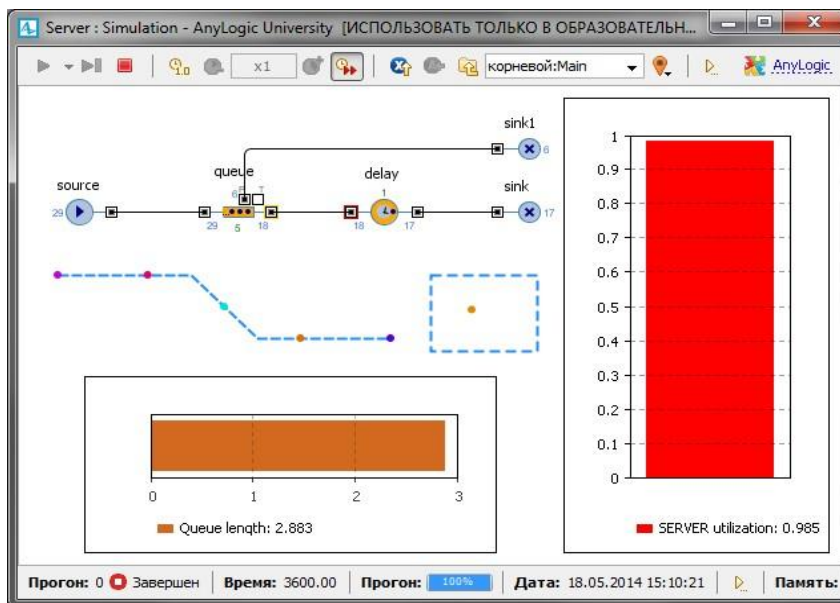 Server : Simulation - AnyLogic University [ИСПОЛЬЗОВАТЬ ТОЛЬКО В ОБРАЗОВАТЕЛЬН...
1.0 x1 корневой:Main AnyLogic
sink1
6
queue
delay
sink
source
6
1
29
29
5
18
18
17
17
1
0.9
0.8
0.7
0.6
0.5
0.4
0.3
0.2
0.1
0
0 1 2 3
Queue length: 2.883
SERVER utilization: 0.985
Прогон: 0 Завершен Время: 3600.00 Прогон: 100% Дата: 18.05.2014 15:10:21 Память: